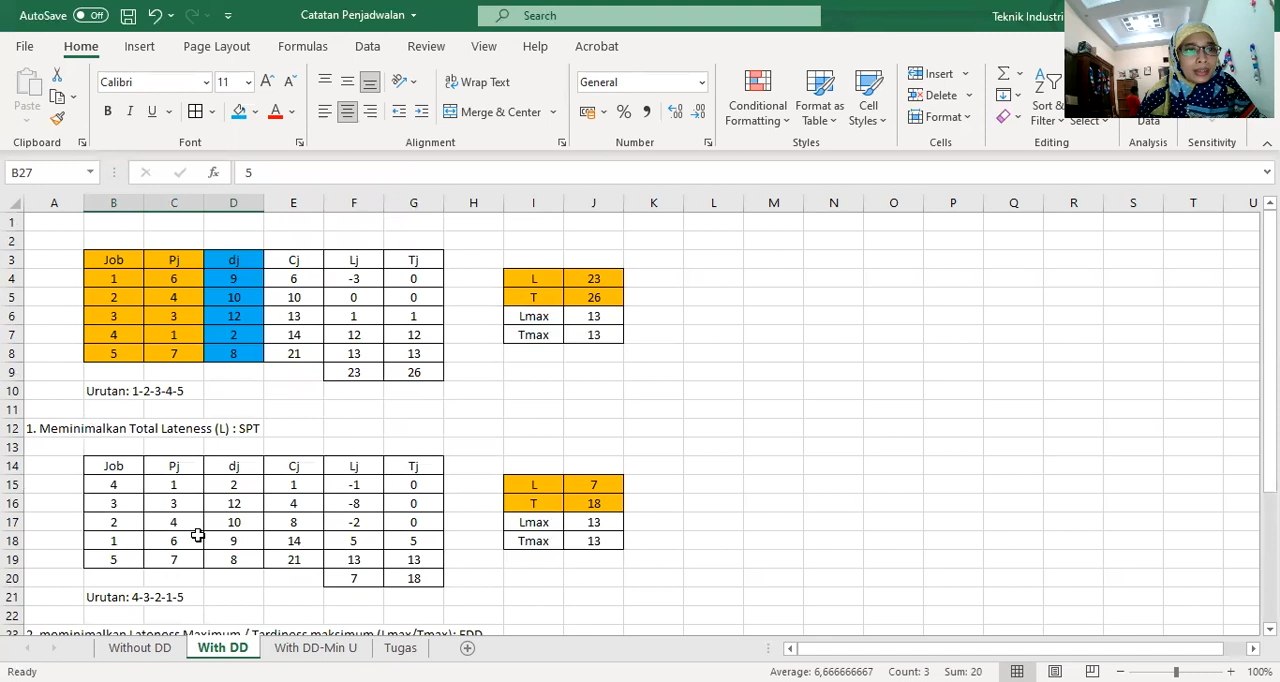 AutoSave Off Catatan Penjadwalan Search Teknik Industri
File Home Insert Page Layout Formulas Data Review View Help Acrobat
Paste Calibri 11 Wrap Text General Conditional Formatting Format as Table Cell Styles Insert Sort & Filter Select Data
Merge & Center Delete
Format
Clipboard Font Alignment Number Styles Cells Editing Analysis Sensitivity
B27 fx 5
A B C D E F G H I J K L M N O P Q R S T U
1
2
3 Job Pj dj Cj Lj Tj
4 1 6 9 6 -3 0 L 23
5 2 4 10 10 0 0 T 26
6 3 3 12 13 1 1 Lmax 13
7 4 1 2 14 12 12 Tmax 13
8 5 7 8 21 13 13
9 23 26
10 Urutan: 1-2-3-4-5
11
12 1. Meminimalkan Total Lateness (L) : SPT
13
14 Job Pj dj Cj Lj Tj
15 4 1 2 1 -1 0 L 7
16 3 3 12 4 -8 0 T 18
17 2 4 10 8 -2 0 Lmax 13
18 1 6 9 14 5 5 Tmax 13
19 5 7 8 21 13 13
20 7 18
21 Urutan: 4-3-2-1-5
22
23 2. meminimalkan Lateness Maximum / Tardiness maksimum (Lmax/Tmax): EDD
Without DD With DD With DD-Min U Tugas
Ready Average: 6,666666667 Count: 3 Sum: 20 100%